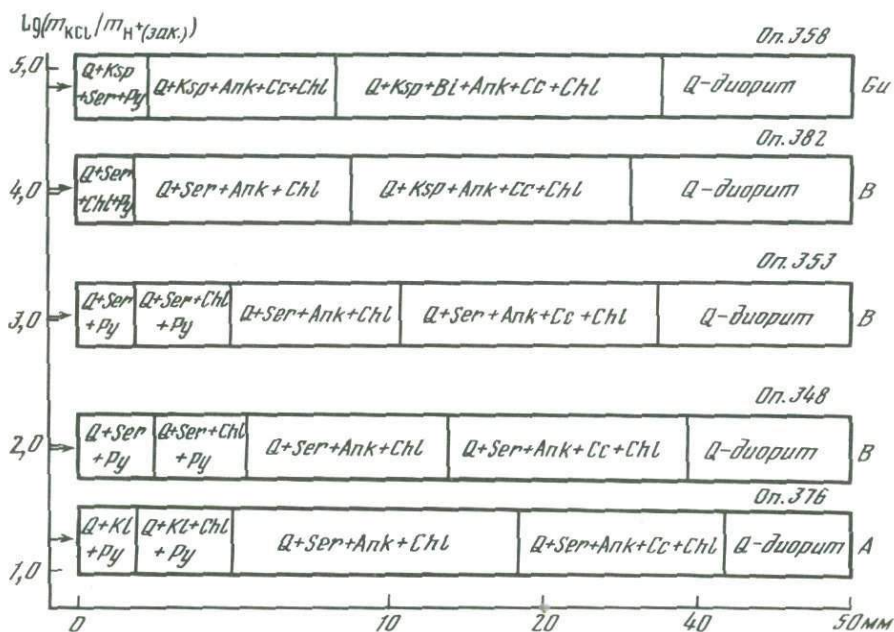 lg(m_KCl/m_H+(зак.))
Оп.358
5,0
Q+Ksp
+Ser+Py
Q+Ksp+Ank+Cc+Chl
Q+Ksp+Bi+Ank+Cc+Chl
Q-диорит
Gu
Оп.382
4,0
Q+Ser
+Chl+Py
Q+Ser+Ank+Chl
Q+Ksp+Ank+Cc+Chl
Q-диорит
B
Оп.353
3,0
Q+Ser
+Py
Q+Ser+Chl
+Py
Q+Ser+Ank+Chl
Q+Ser+Ank+Cc+Chl
Q-диорит
B
Оп.348
2,0
Q+Ser
+Py
Q+Ser+Chl
+Py
Q+Ser+Ank+Chl
Q+Ser+Ank+Cc+Chl
Q-диорит
B
Оп.376
1,0
Q+Kl
+Py
Q+Kl+Chl
+Py
Q+Ser+Ank+Chl
Q+Ser+Ank+Cc+Chl
Q-диорит
A
0 10 20 40 50мм